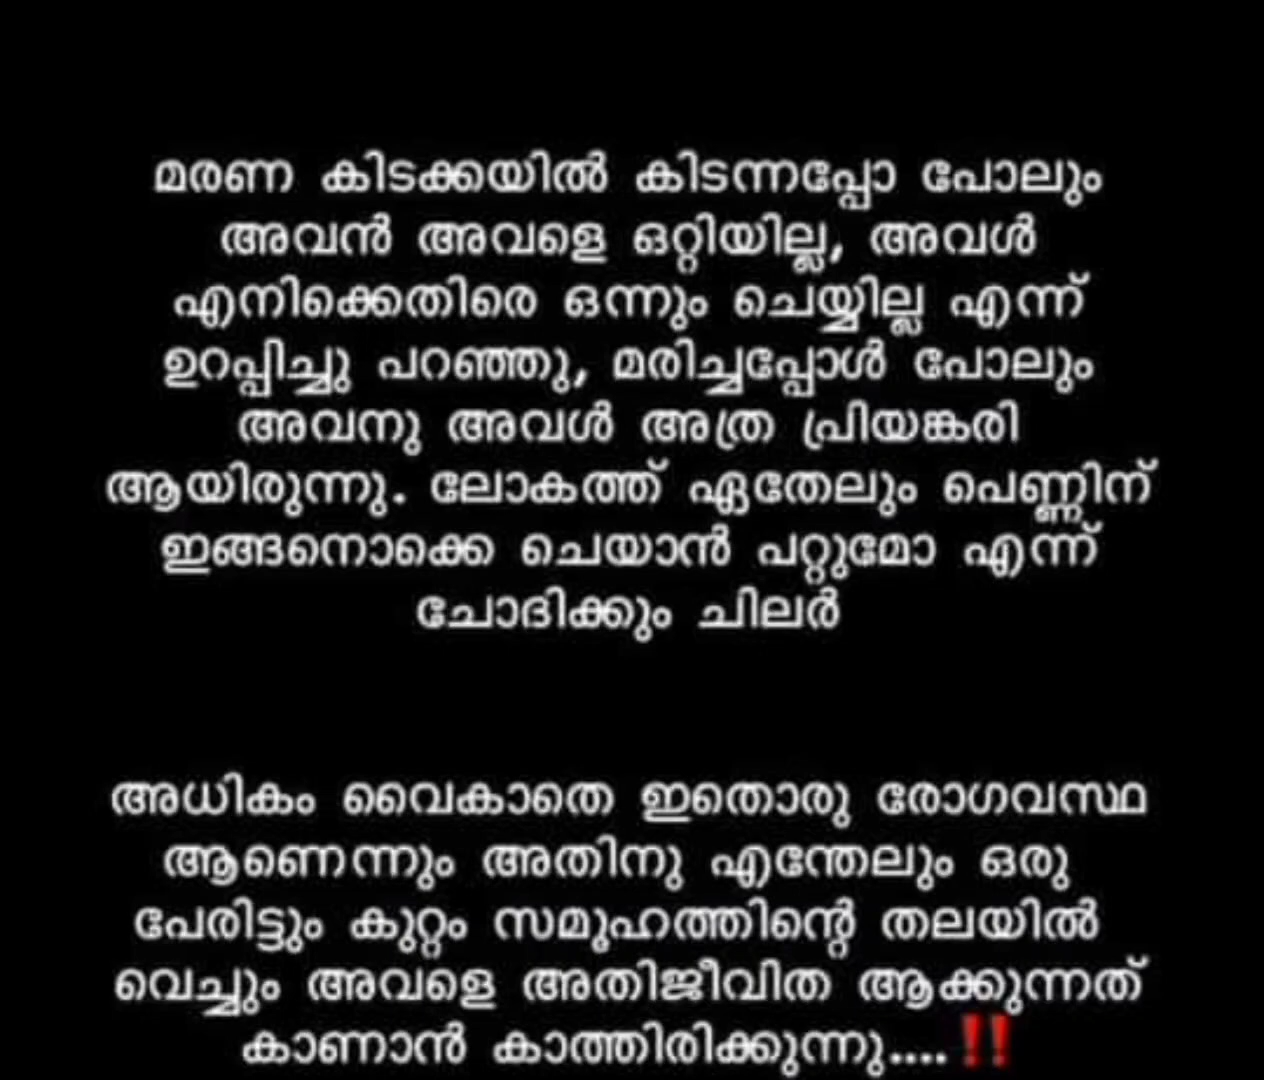 മരണ കിടക്കയിൽ കിടന്നപ്പോ പോലും
അവൻ അവളെ ഒറ്റിയില്ല, അവൾ
എനിക്കെതിരെ ഒന്നും ചെയ്യില്ല എന്ന്
ഉറപ്പിച്ചു പറഞ്ഞു, മരിച്ചപ്പോൾ പോലും
അവനു അവൾ അത്ര പ്രിയങ്കരി
ആയിരുന്നു. ലോകത്ത് ഏതേലും പെണ്ണിന്
ഇങ്ങനൊക്കെ ചെയാൻ പറ്റുമോ എന്ന്
ചോദിക്കും ചിലർ
അധികം വൈകാതെ ഇതൊരു രോഗവസ്ഥ
ആണെന്നും അതിനു എന്തേലും ഒരു
പേരിട്ടും കുറ്റം സമൂഹത്തിന്റെ തലയിൽ
വെച്ചും അവളെ അതിജീവിത ആക്കുന്നത്
കാണാൻ കാത്തിരിക്കുന്നു....‼️